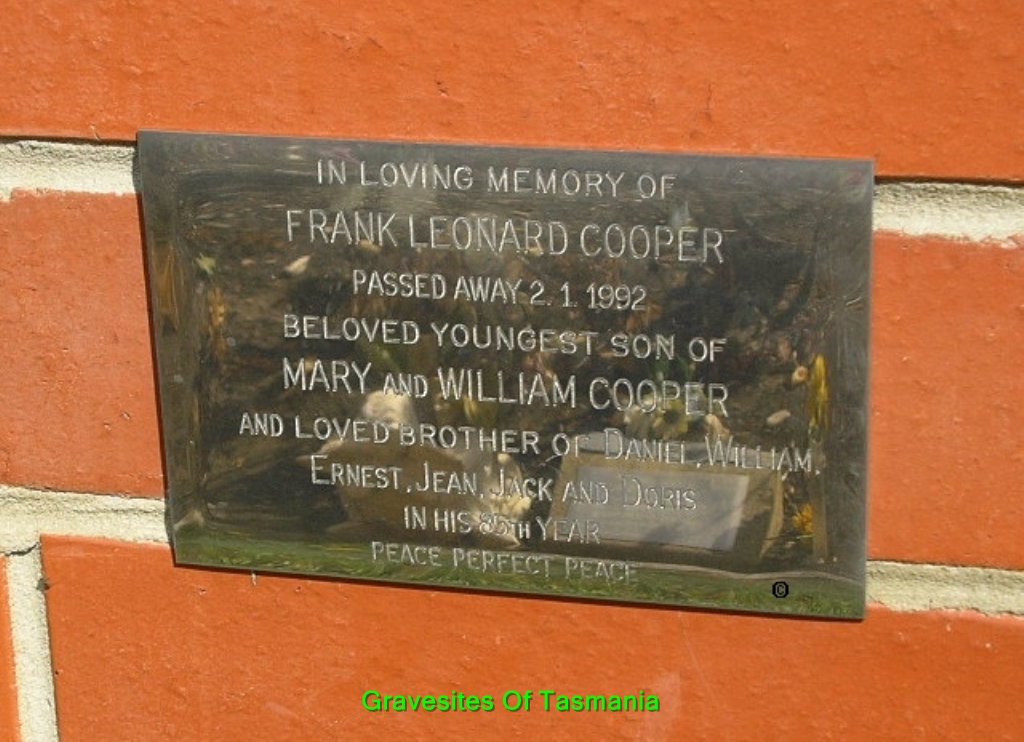 IN LOVING MEMORY OF
FRANK LEONARD COOPER
PASSED AWAY 2.1.1992
BELOVED YOUNGEST SON OF
MARY AND WILLIAM COOPER
AND LOVED BROTHER OF DANIEL, WILLIAM,
ERNEST, JEAN, JACK AND DORIS
IN HIS 85TH YEAR
PEACE PERFECT PEACE
©
Gravesites Of Tasmania